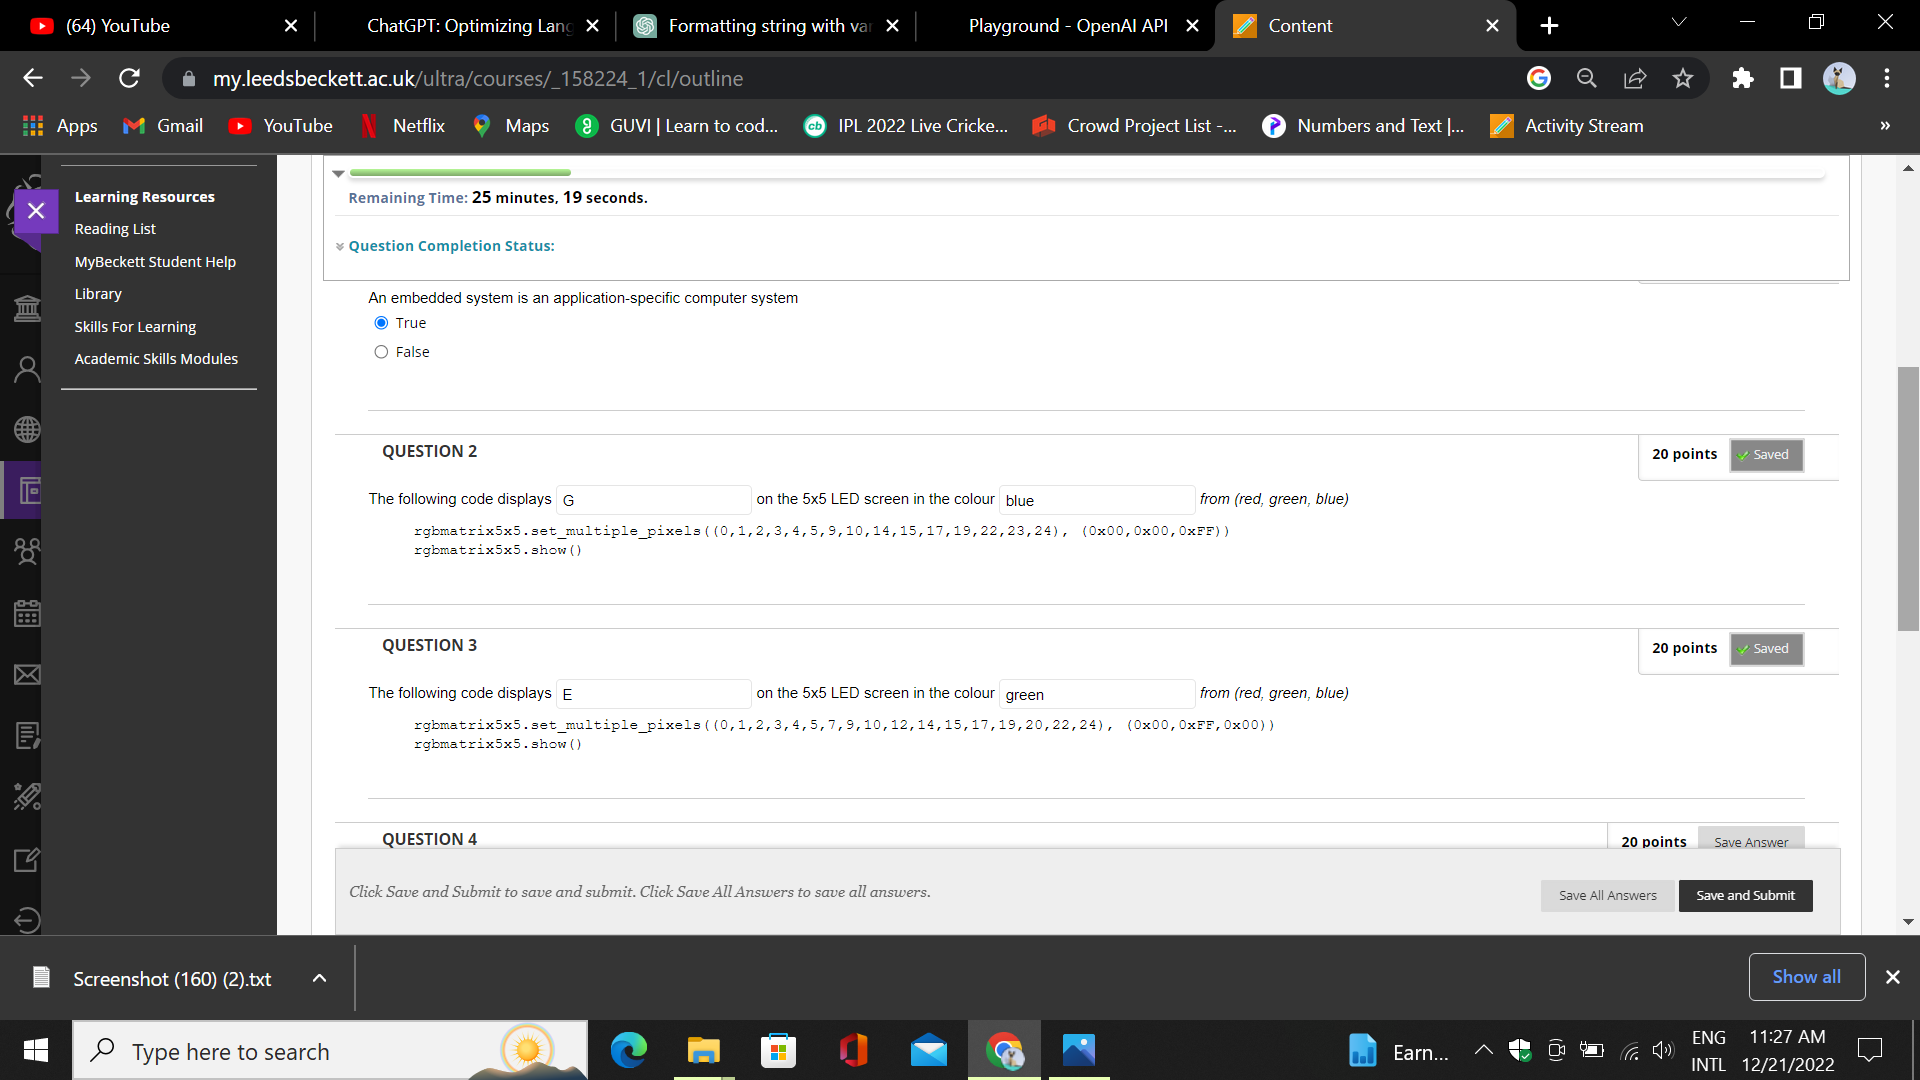 (64) YouTube
ChatGPT: Optimizing Lang
Formatting string with var
Playground - OpenAI API
Content
my.leedsbeckett.ac.uk/ultra/courses/_158224_1/cl/outline
Apps
Gmail
YouTube
Netflix
Maps
GUVI | Learn to cod...
cb
IPL 2022 Live Cricke...
Crowd Project List -...
Numbers and Text |...
Activity Stream
»
Learning Resources
Reading List
MyBeckett Student Help
Library
Skills For Learning
Academic Skills Modules
Remaining Time: 25 minutes, 19 seconds.
Question Completion Status:
An embedded system is an application-specific computer system
True
False
QUESTION 2
20 points
Saved
The following code displays G on the 5x5 LED screen in the colour blue from (red, green, blue)
rgbmatrix5x5.set_multiple_pixels((0,1,2,3,4,5,9,10,14,15,17,19,22,23,24), (0x00,0x00,0xFF))
rgbmatrix5x5.show()
QUESTION 3
20 points
Saved
The following code displays E on the 5x5 LED screen in the colour green from (red, green, blue)
rgbmatrix5x5.set_multiple_pixels((0,1,2,3,4,5,7,9,10,12,14,15,17,19,20,22,24), (0x00,0xFF,0x00))
rgbmatrix5x5.show()
QUESTION 4
20 points
Save Answer
Click Save and Submit to save and submit. Click Save All Answers to save all answers.
Save All Answers
Save and Submit
Screenshot (160) (2).txt
Show all
Type here to search
Earn...
ENG
INTL
11:27 AM
12/21/2022